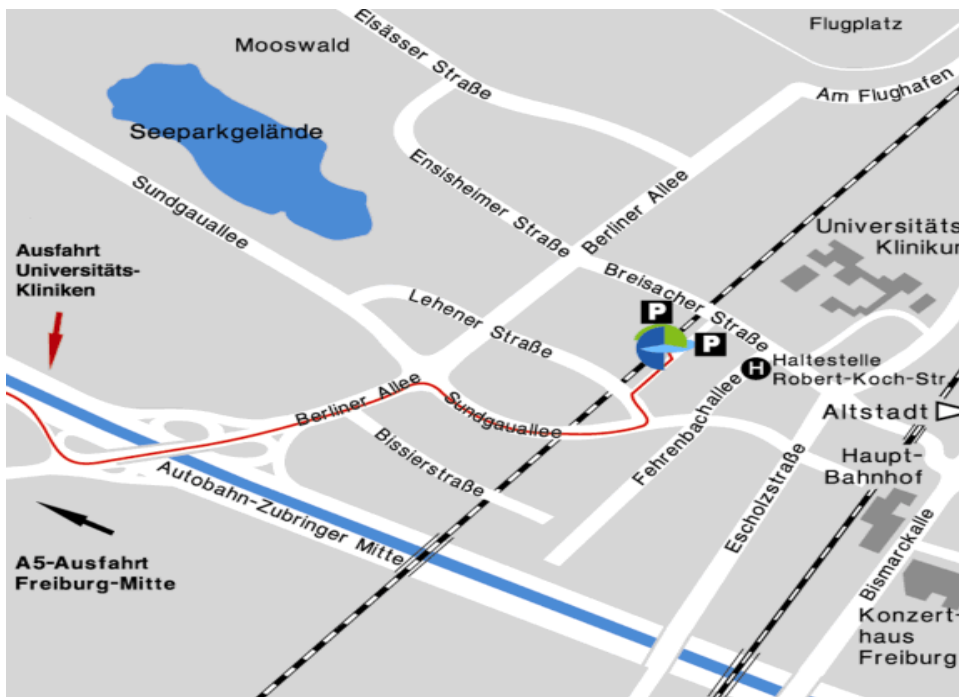 Elsässer Straße
Flugplatz
Mooswald
Am Flughafen
Seeparkgelände
Ensisheimer Straße
Berliner Allee
Sundgauallee
Universitäts
Klinikur
Ausfahrt
Universitäts-
Kliniken
Breisacher Straße
Lehener Straße
P
P
H
Haltestelle
Robert-Koch-Str
Berliner Allee
Sundgauallee
Altstadt
Fehrenbachallee
Bissierstraße
Haupt-
Bahnhof
Escholzstraße
Autobahn-Zubringer Mitte
A5-Ausfahrt
Freiburg-Mitte
Bismarckalle
Konzert-
haus
Freiburg